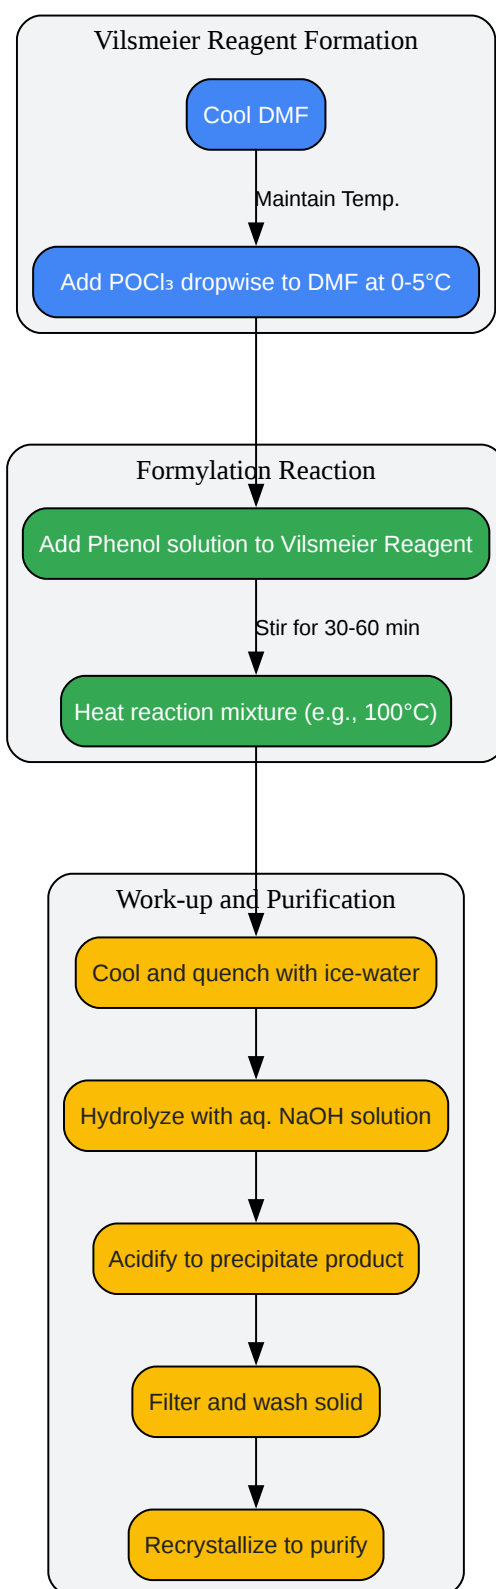 Vilsmeier Reagent Formation
Cool DMF
Maintain Temp.
Add POCl₃ dropwise to DMF at 0-5°C
Formylation Reaction
Add Phenol solution to Vilsmeier Reagent
Stir for 30-60 min
Heat reaction mixture (e.g., 100°C)
Work-up and Purification
Cool and quench with ice-water
Hydrolyze with aq. NaOH solution
Acidify to precipitate product
Filter and wash solid
Recrystallize to purify